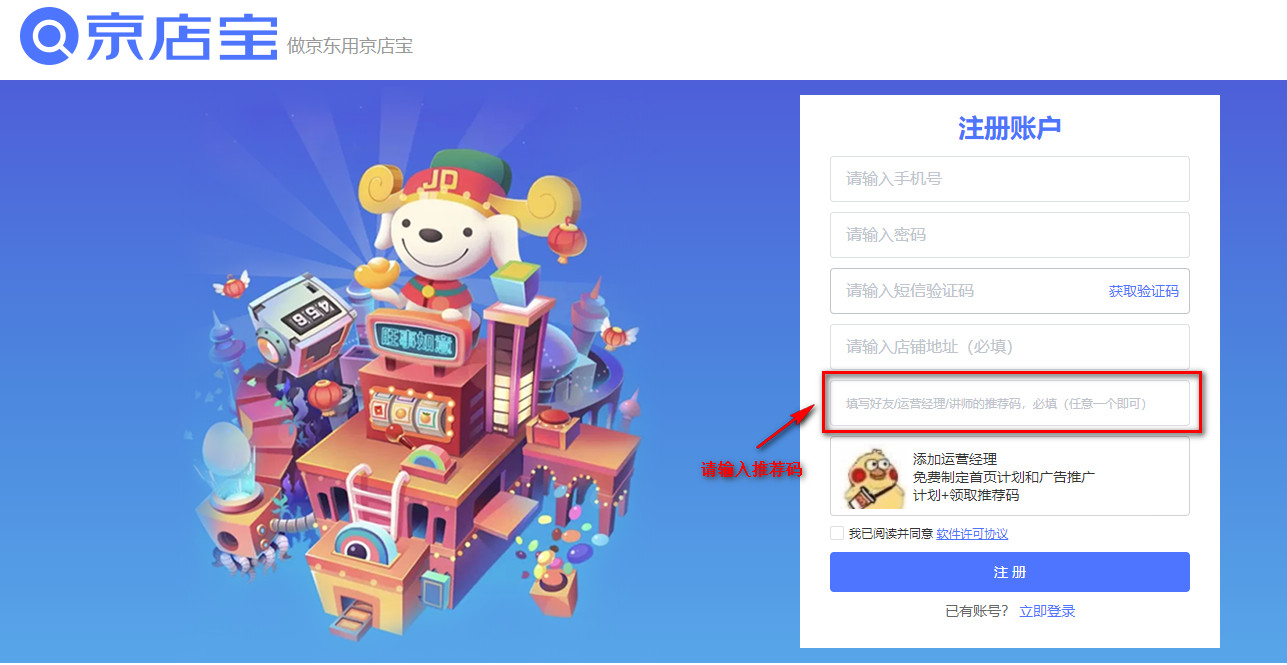 京店宝 做京东用京店宝
注册账户
请输入手机号
请输入密码
请输入短信验证码 获取验证码
请输入店铺地址（必填）
填写好友/运营经理/讲师的推荐码，必填（任意一个即可）
请输入推荐码
添加运营经理
免费制定首页计划和广告推广
计划+领取推荐码
我已阅读并同意 软件许可协议
注 册
已有账号？ 立即登录
JD
456
旺事如意